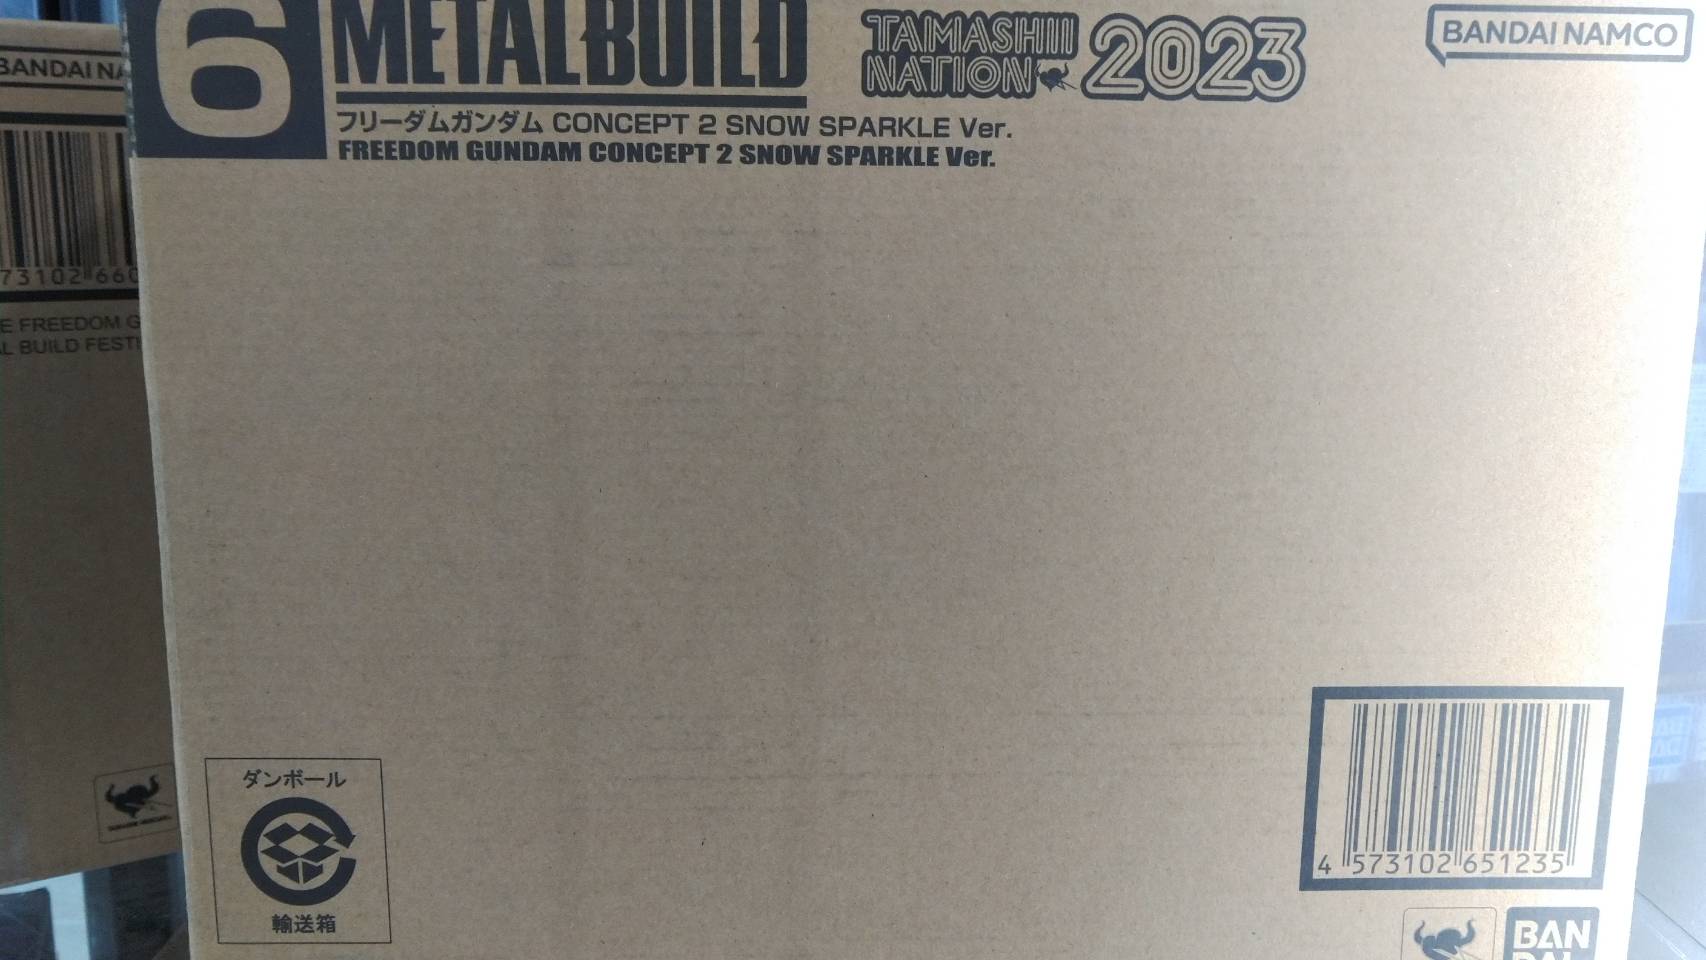 6
METAL BUILD
TAMASHII
NATION
2023
BANDAI NAMCO
フリーダムガンダム CONCEPT 2 SNOW SPARKLE Ver.
FREEDOM GUNDAM CONCEPT 2 SNOW SPARKLE Ver.
BANDAI NA
73102 660
E FREEDOM G
L BUILD FESTI
ダンボール
輸送箱
4 573102 651235
BAN
DAI